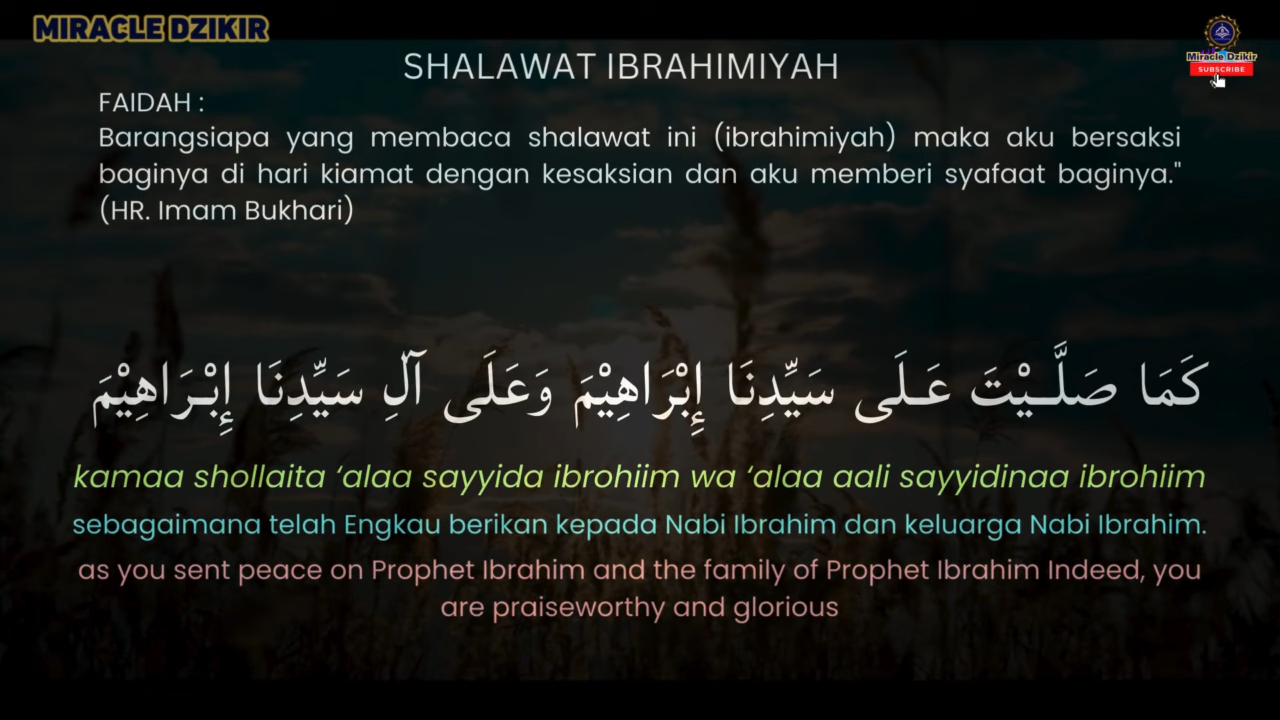 MIRACLE DZIKIR
Miracle Dzikir
SUBSCRIBE
SHALAWAT IBRAHIMIYAH
FAIDAH :
Barangsiapa yang membaca shalawat ini (ibrahimiyah) maka aku bersaksi
baginya di hari kiamat dengan kesaksian dan aku memberi syafaat baginya."
(HR. Imam Bukhari)
كَمَا صَلَّـيْتَ عَـلَى سَيِّدِنَا إِبْرَاهِيْمَ وَعَلَى آلِ سَيِّدِنَا إِبْـرَاهِيْمَ
kamaa shollaita ‘alaa sayyida ibrohiim wa ‘alaa aali sayyidinaa ibrohiim
sebagaimana telah Engkau berikan kepada Nabi Ibrahim dan keluarga Nabi Ibrahim.
as you sent peace on Prophet Ibrahim and the family of Prophet Ibrahim Indeed, you
are praiseworthy and glorious